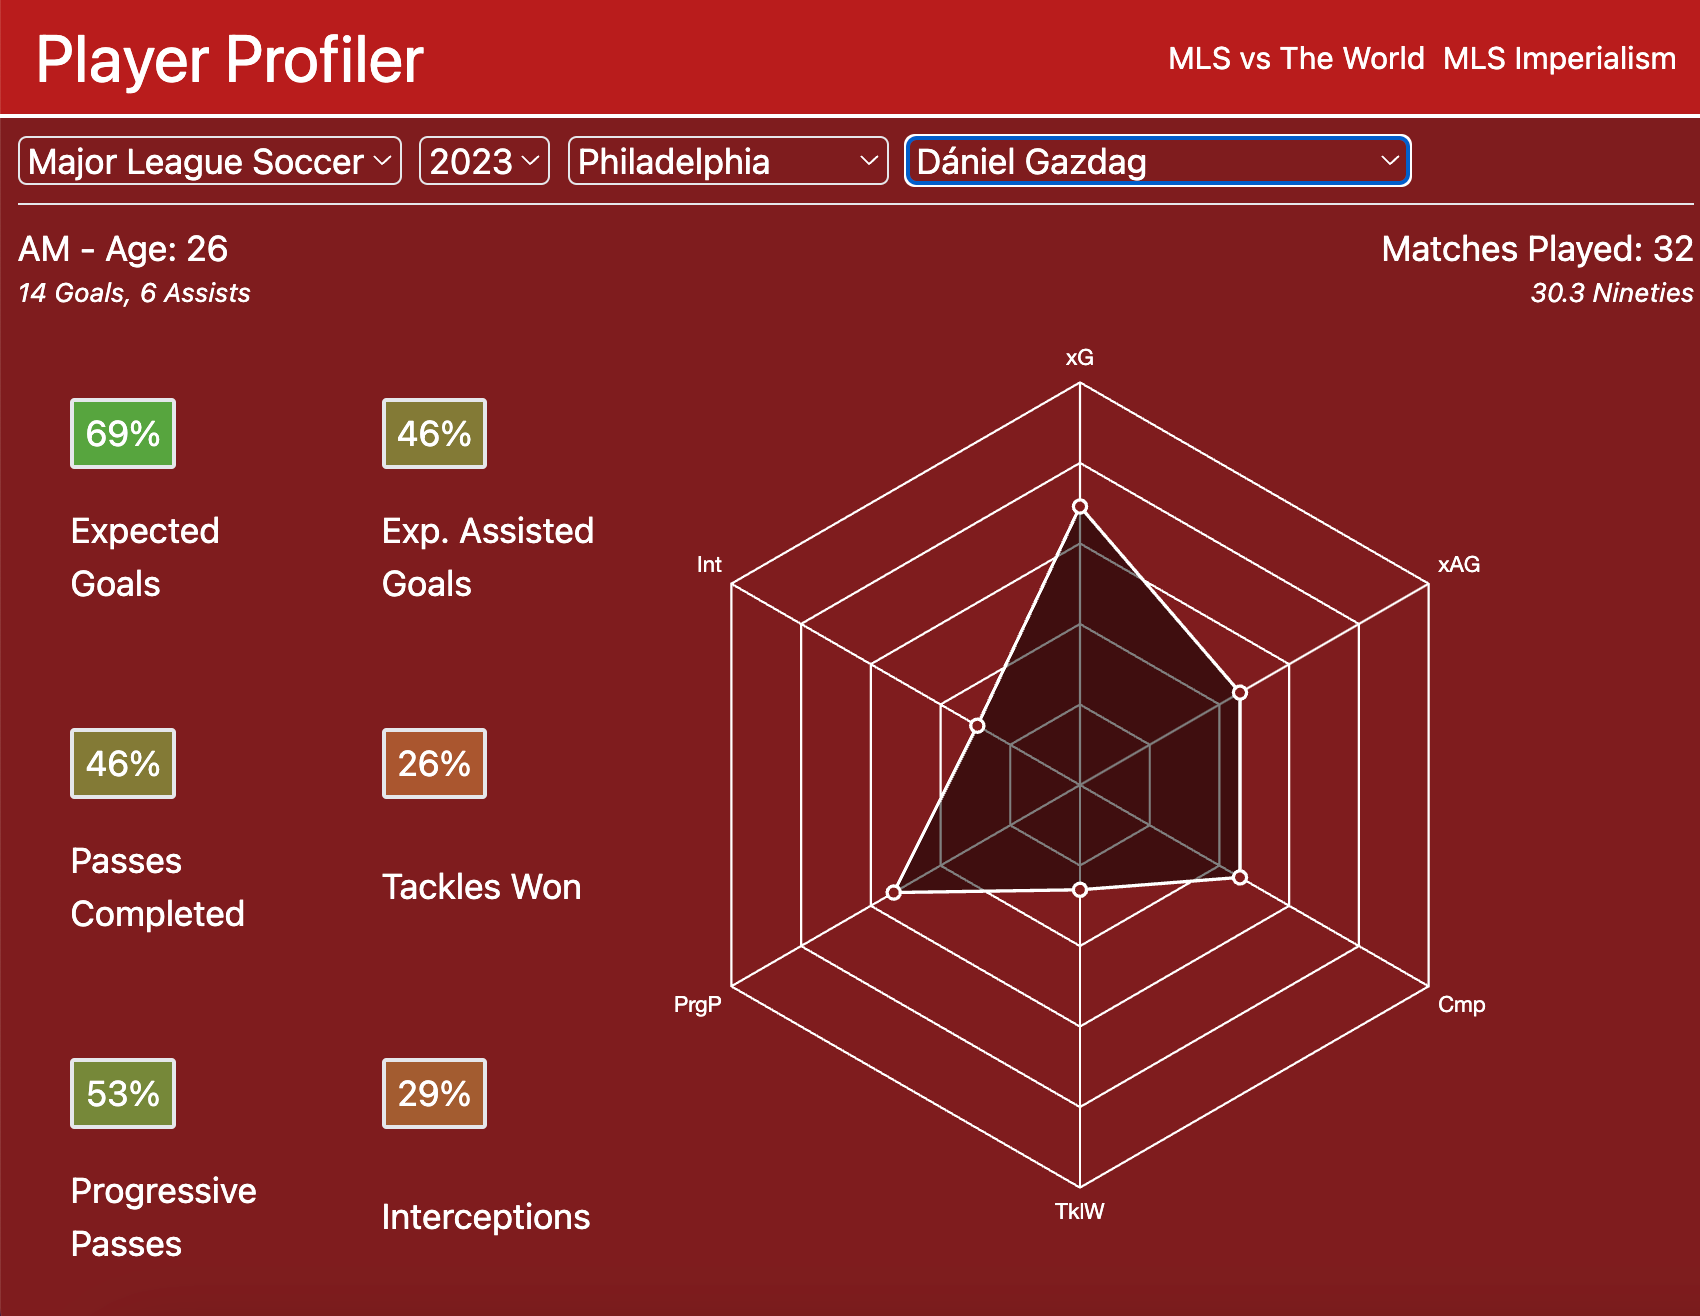 Player Profiler
MLS vs The World MLS Imperialism
Major League Soccer 2023 Philadelphia Dániel Gazdag
AM - Age: 26
Matches Played: 32
14 Goals, 6 Assists
30.3 Nineties
69%
Expected
Goals
46%
Exp. Assisted
Goals
46%
Passes
Completed
26%
Tackles Won
53%
Progressive
Passes
29%
Interceptions
xG
xAG
Cmp
TklW
PrgP
Int